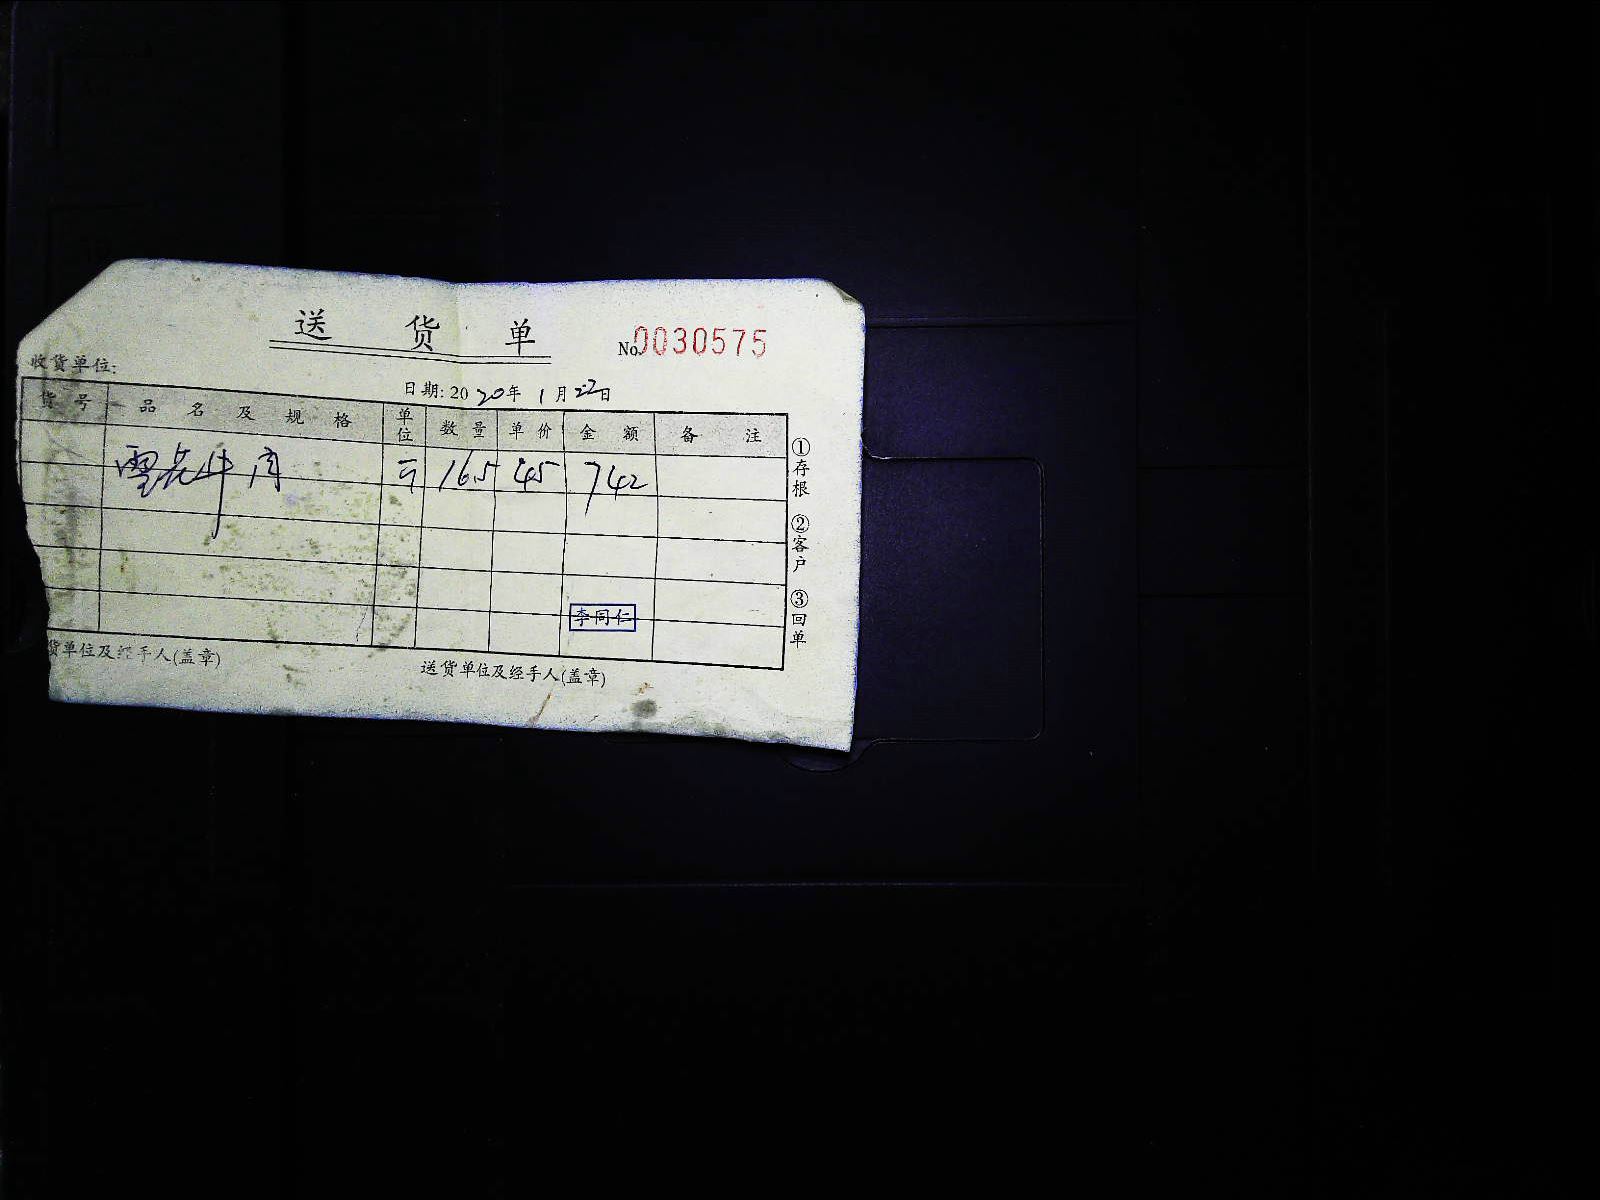 送 货 单
No.0030575
收货单位:
日期: 2020年 1月22日
货号 品名及规格 单位 数量 单价 金额 备注
雪花牛 斤 16.5 45 742
李同仁
货单位及经手人(盖章) 送货单位及经手人(盖章)
①存根 ②客户 ③回单